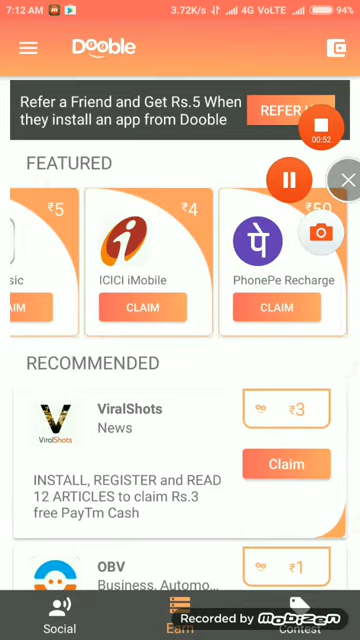 7:12 AM
3.72K/s
4G VoLTE
94%
Dooble
Refer a Friend and Get Rs.5 When
they install an app from Dooble
REFER
00:52
FEATURED
₹5
₹4
₹50
sic
ICICI iMobile
PhonePe Recharge
पे
AIM
CLAIM
CLAIM
RECOMMENDED
ViralShots
ViralShots
News
₹3
Claim
INSTALL, REGISTER and READ
12 ARTICLES to claim Rs.3
free PayTm Cash
OBV
Business, Automo...
₹1
Social
Earn
Contest
Recorded by MOBIZEN